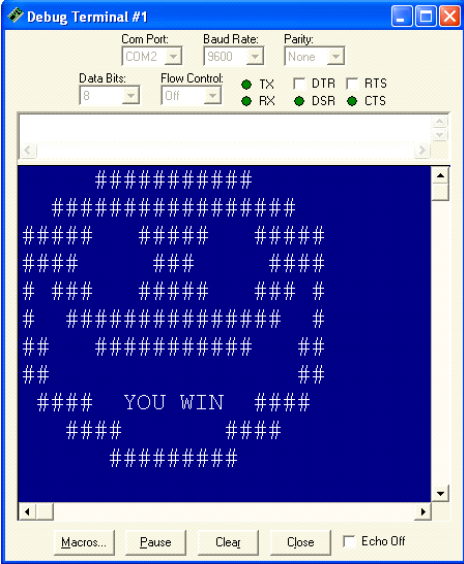 Debug Terminal #1
Com Port: Baud Rate: Parity:
COM2 9600 None
Data Bits: Flow Control: TX DTR RTS
8 Off RX DSR CTS
     ###########
  #################
#####   #####   #####
####     ###     ####
# ###   #####   ### #
#  ###############  #
##   ###########   ##
##                 ##
 ####  YOU WIN  ####
   ####       ####
      #########
Macros... Pause Clear Close Echo Off